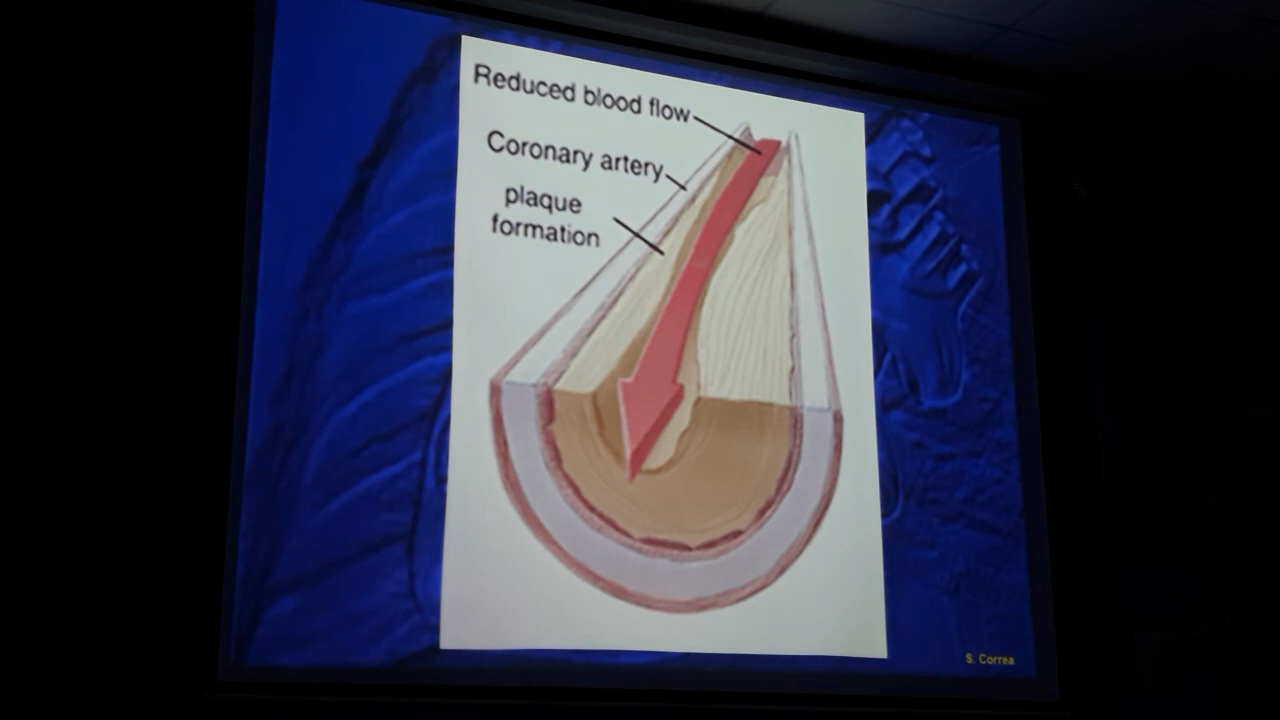 Reduced blood flow
Coronary artery
plaque
formation
S. Correa